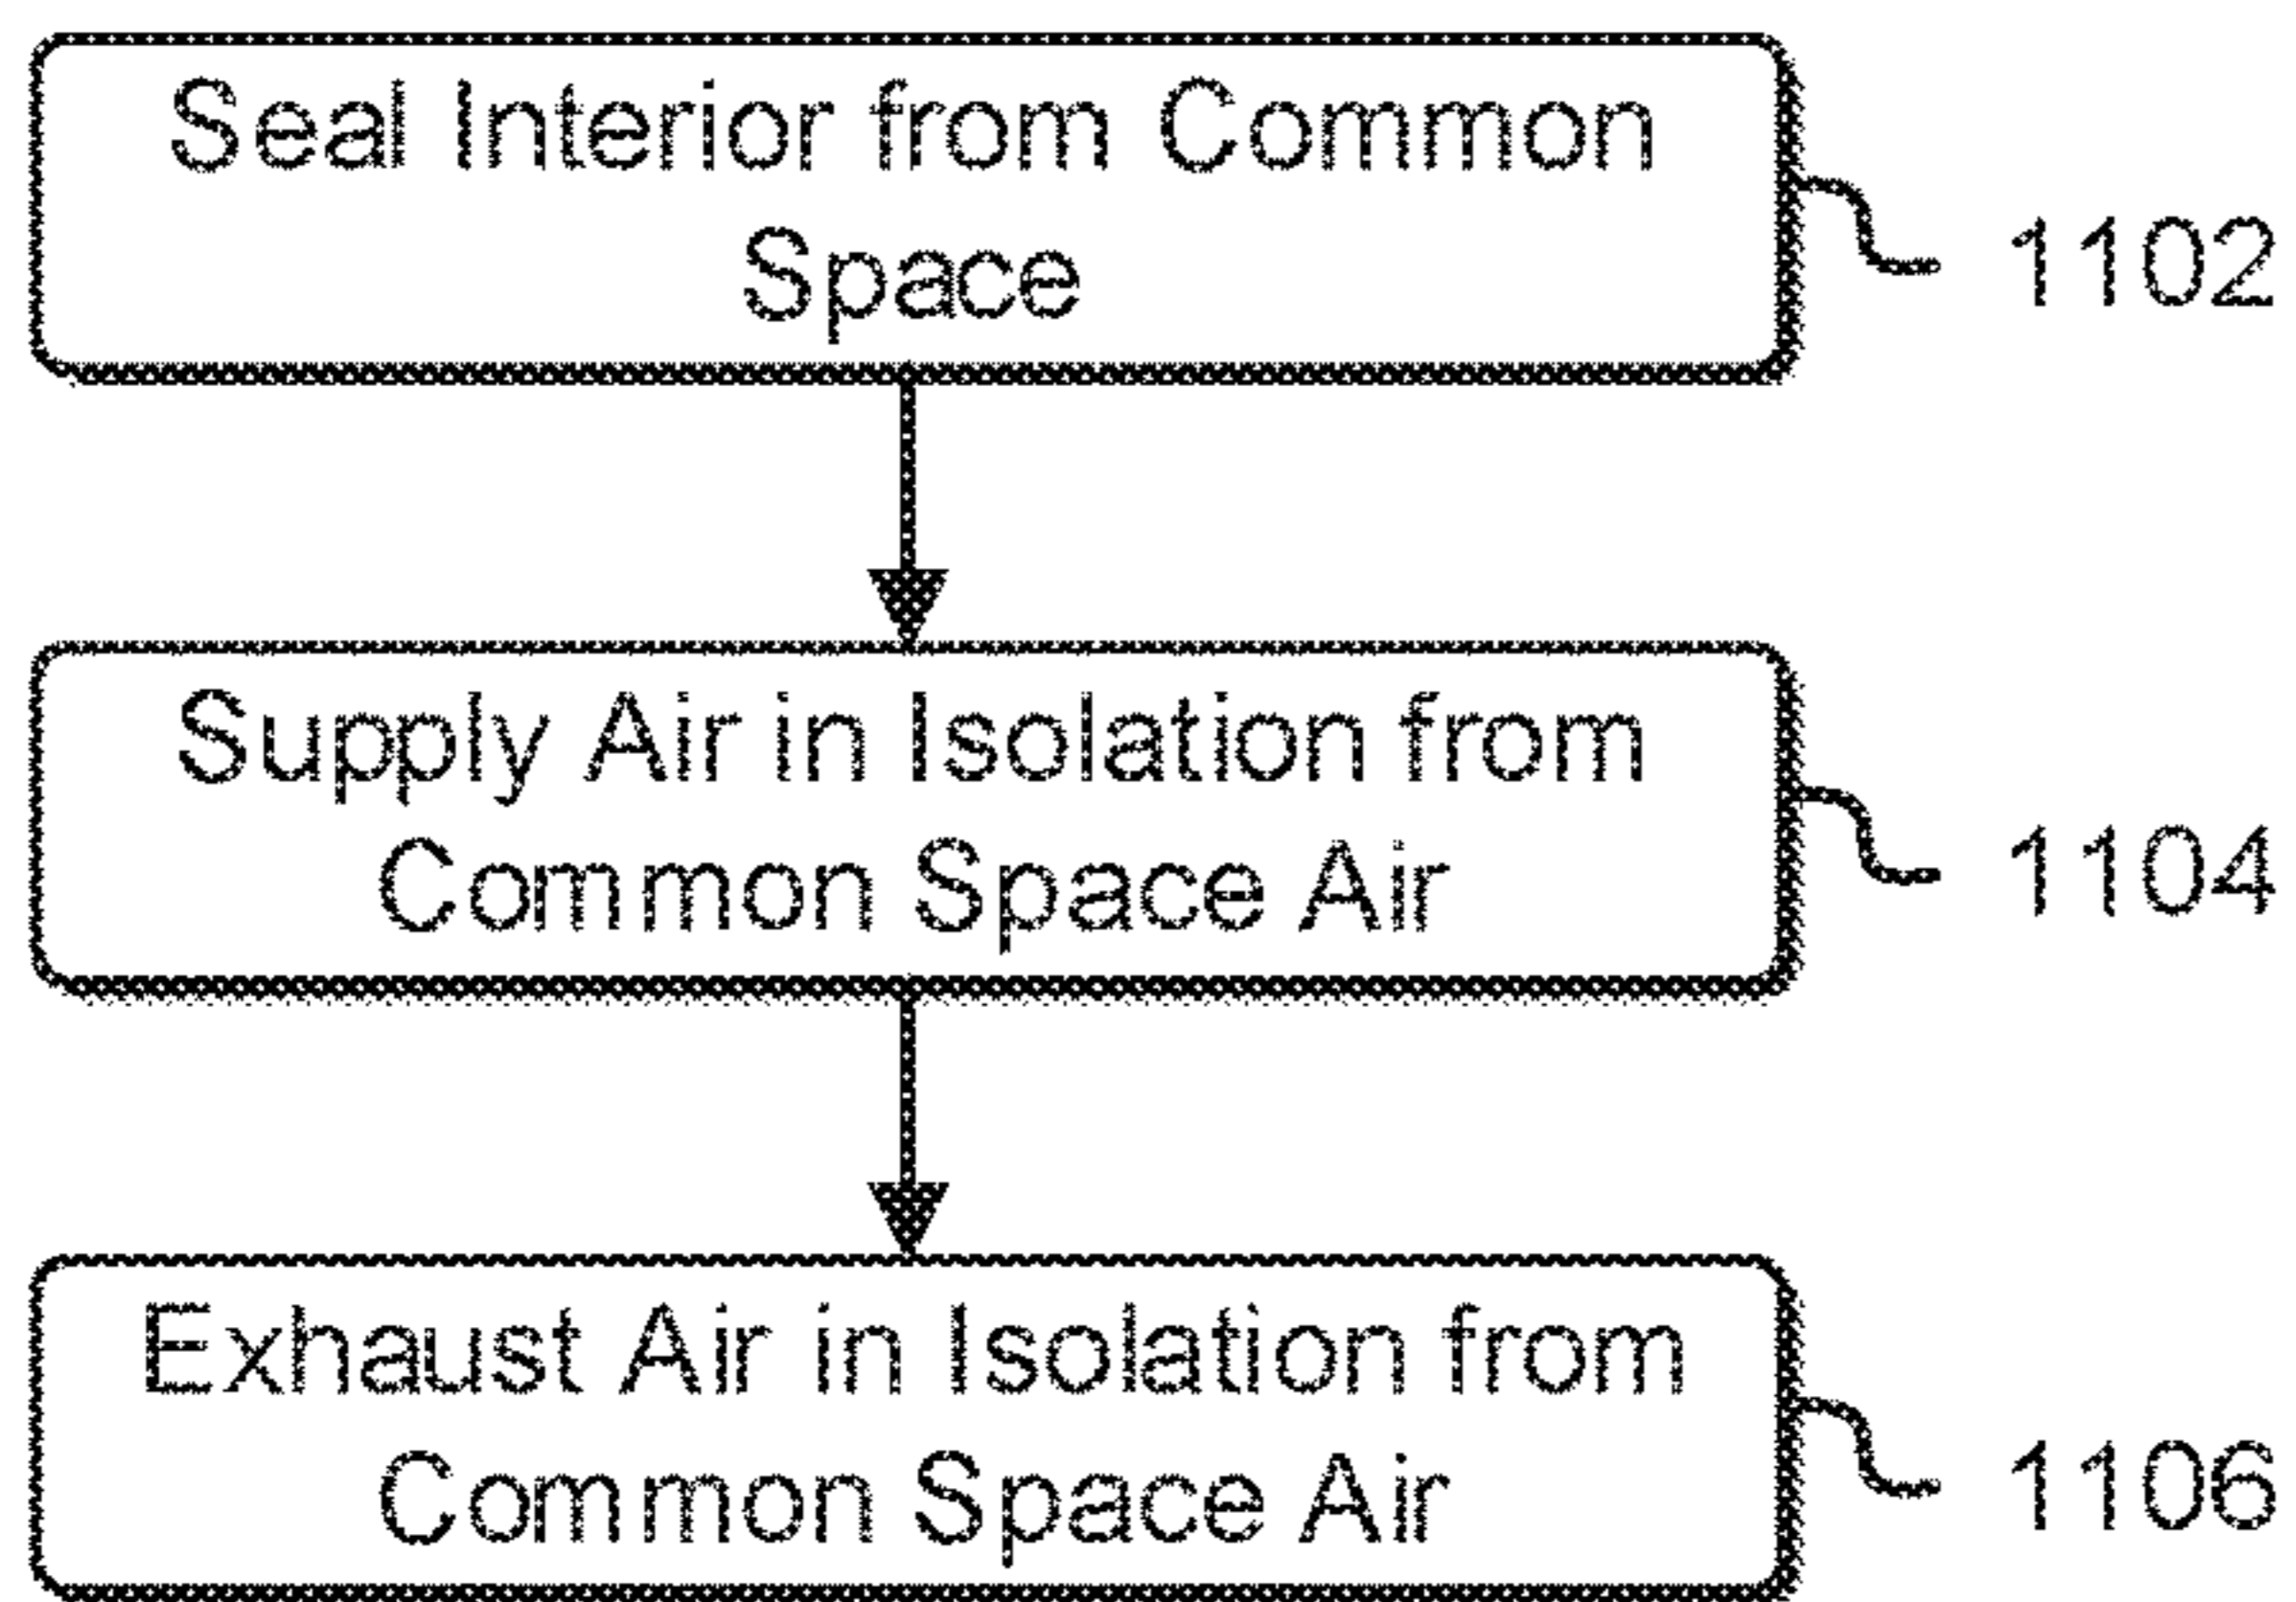 Seal Interior from Common
Space
1102
Supply Air in Isolation from
Common Space Air
1104
Exhaust Air in Isolation from
Common Space Air
1106